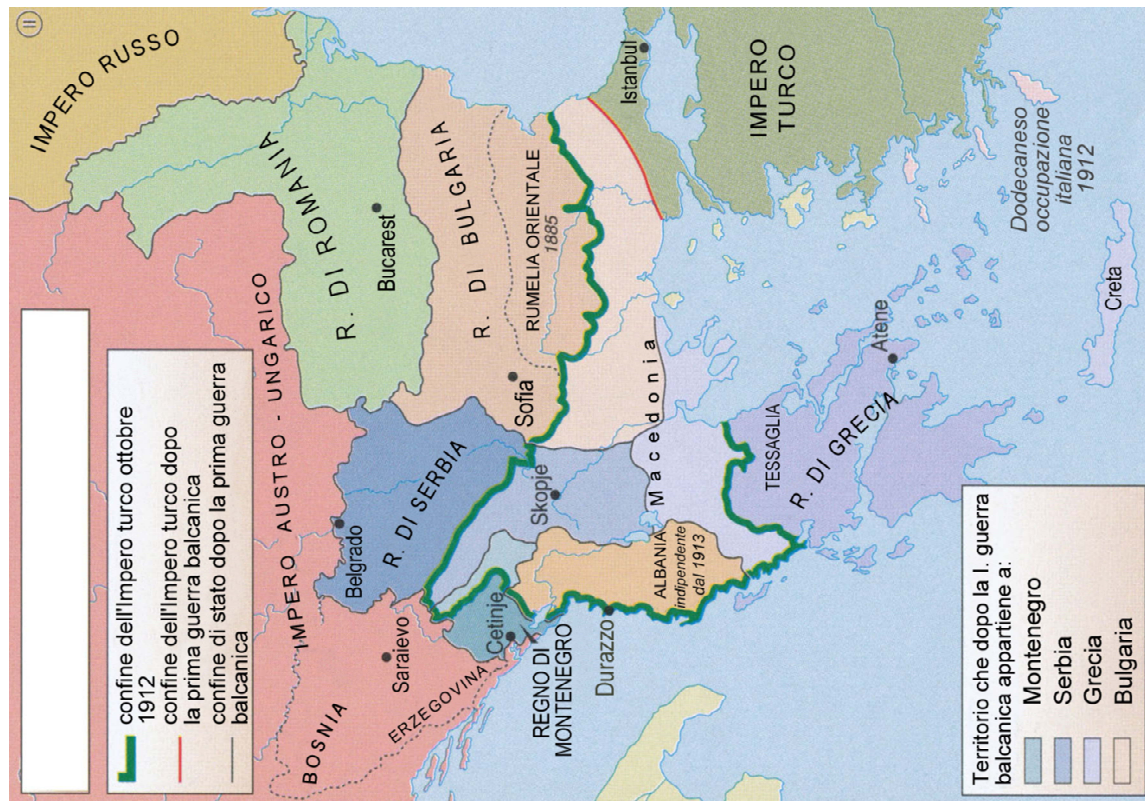 II
IMPERO RUSSO
IMPERO AUSTRO - UNGARICO
R. DI ROMANIA
Bucarest
R. DI BULGARIA
RUMELIA ORIENTALE
1885
Sofia
Istanbul
IMPERO
TURCO
Belgrado
R. DI SERBIA
Saraievo
BOSNIA
ERZEGOVINA
Cetinje
REGNO DI
MONTENEGRO
Skopje
Macedonia
Durazzo
ALBANIA
indipendente
dal 1913
TESSAGLIA
R. DI GRECIA
Atene
Creta
Dodecaneso
occupazione
italiana
1912
confine dell'Impero turco ottobre
1912
confine dell'Impero turco dopo
la prima guerra balcanica
confine di stato dopo la prima guerra
balcanica
Territorio che dopo la I. guerra
balcanica appartiene a:
Montenegro
Serbia
Grecia
Bulgaria